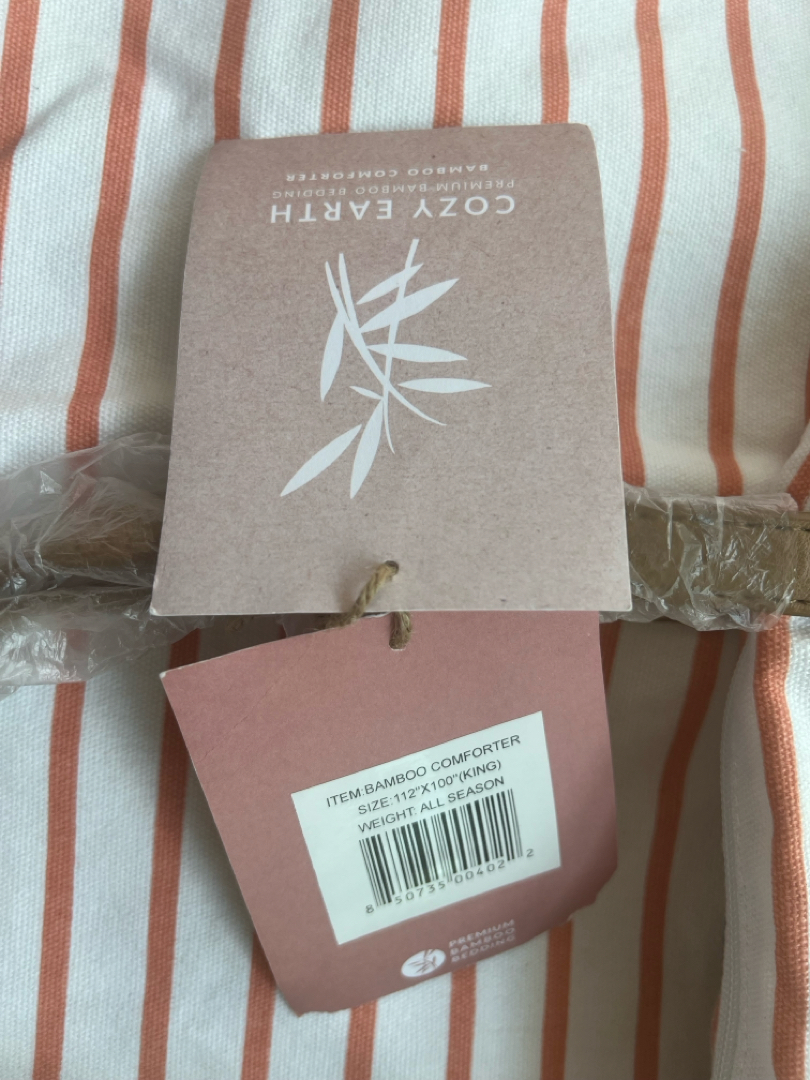 COZY EARTH
PREMIUM BAMBOO BEDDING
BAMBOO COMFORTER
ITEM:BAMBOO COMFORTER
SIZE:112"X100"(KING)
WEIGHT: ALL SEASON
8 50735 00402 2
PREMIUM
BAMBOO
BEDDING